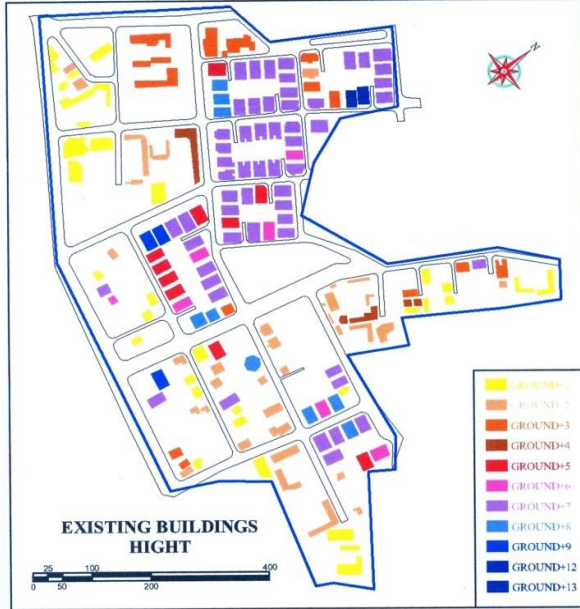 N
GROUND+1
GROUND+2
GROUND+3
GROUND+4
GROUND+5
GROUND+6
GROUND+7
GROUND+8
GROUND+9
GROUND+12
GROUND+13
EXISTING BUILDINGS
HIGHT
25 100 400
0 50 200